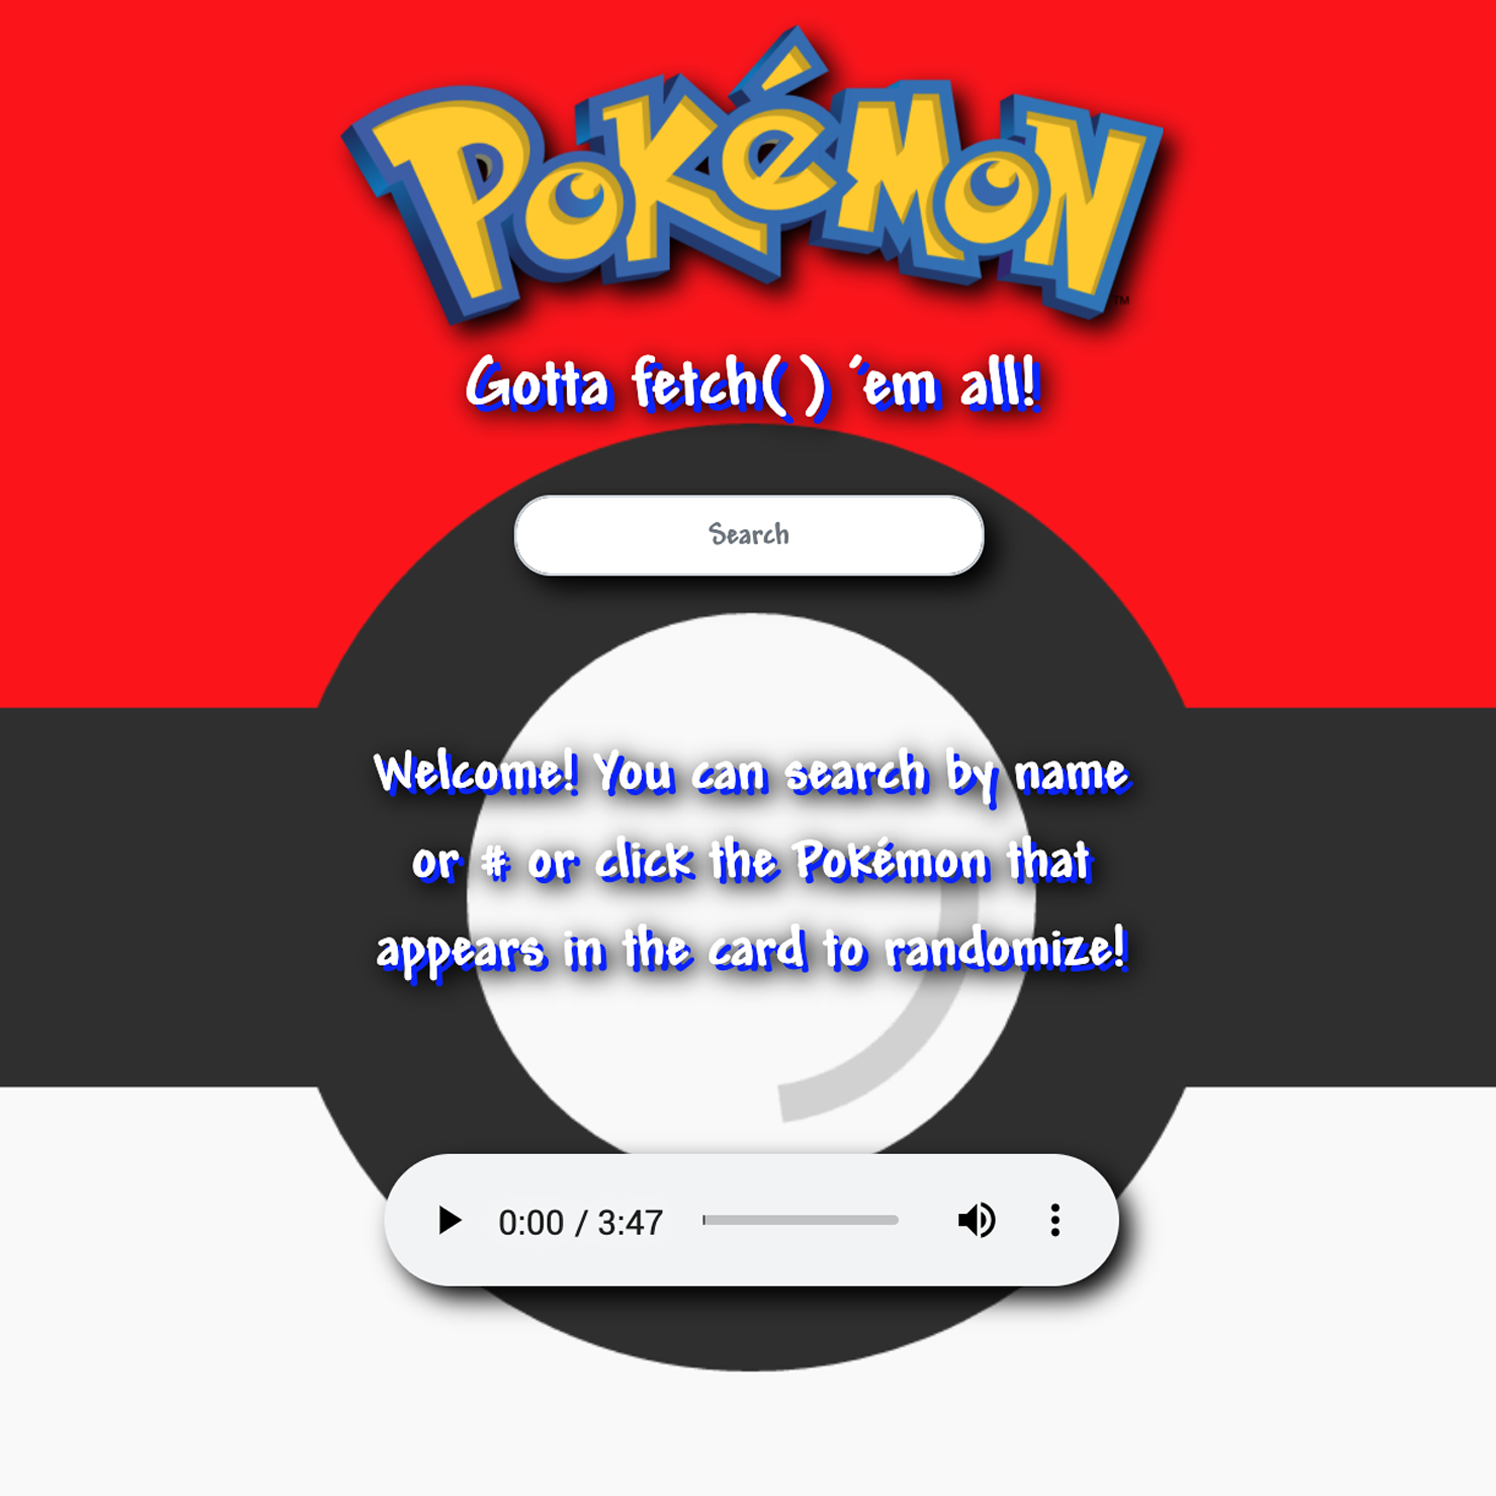 Pokémon
TM
Gotta fetch( ) 'em all!
Search
Welcome! You can search by name
or # or click the Pokémon that
appears in the card to randomize!
0:00 / 3:47